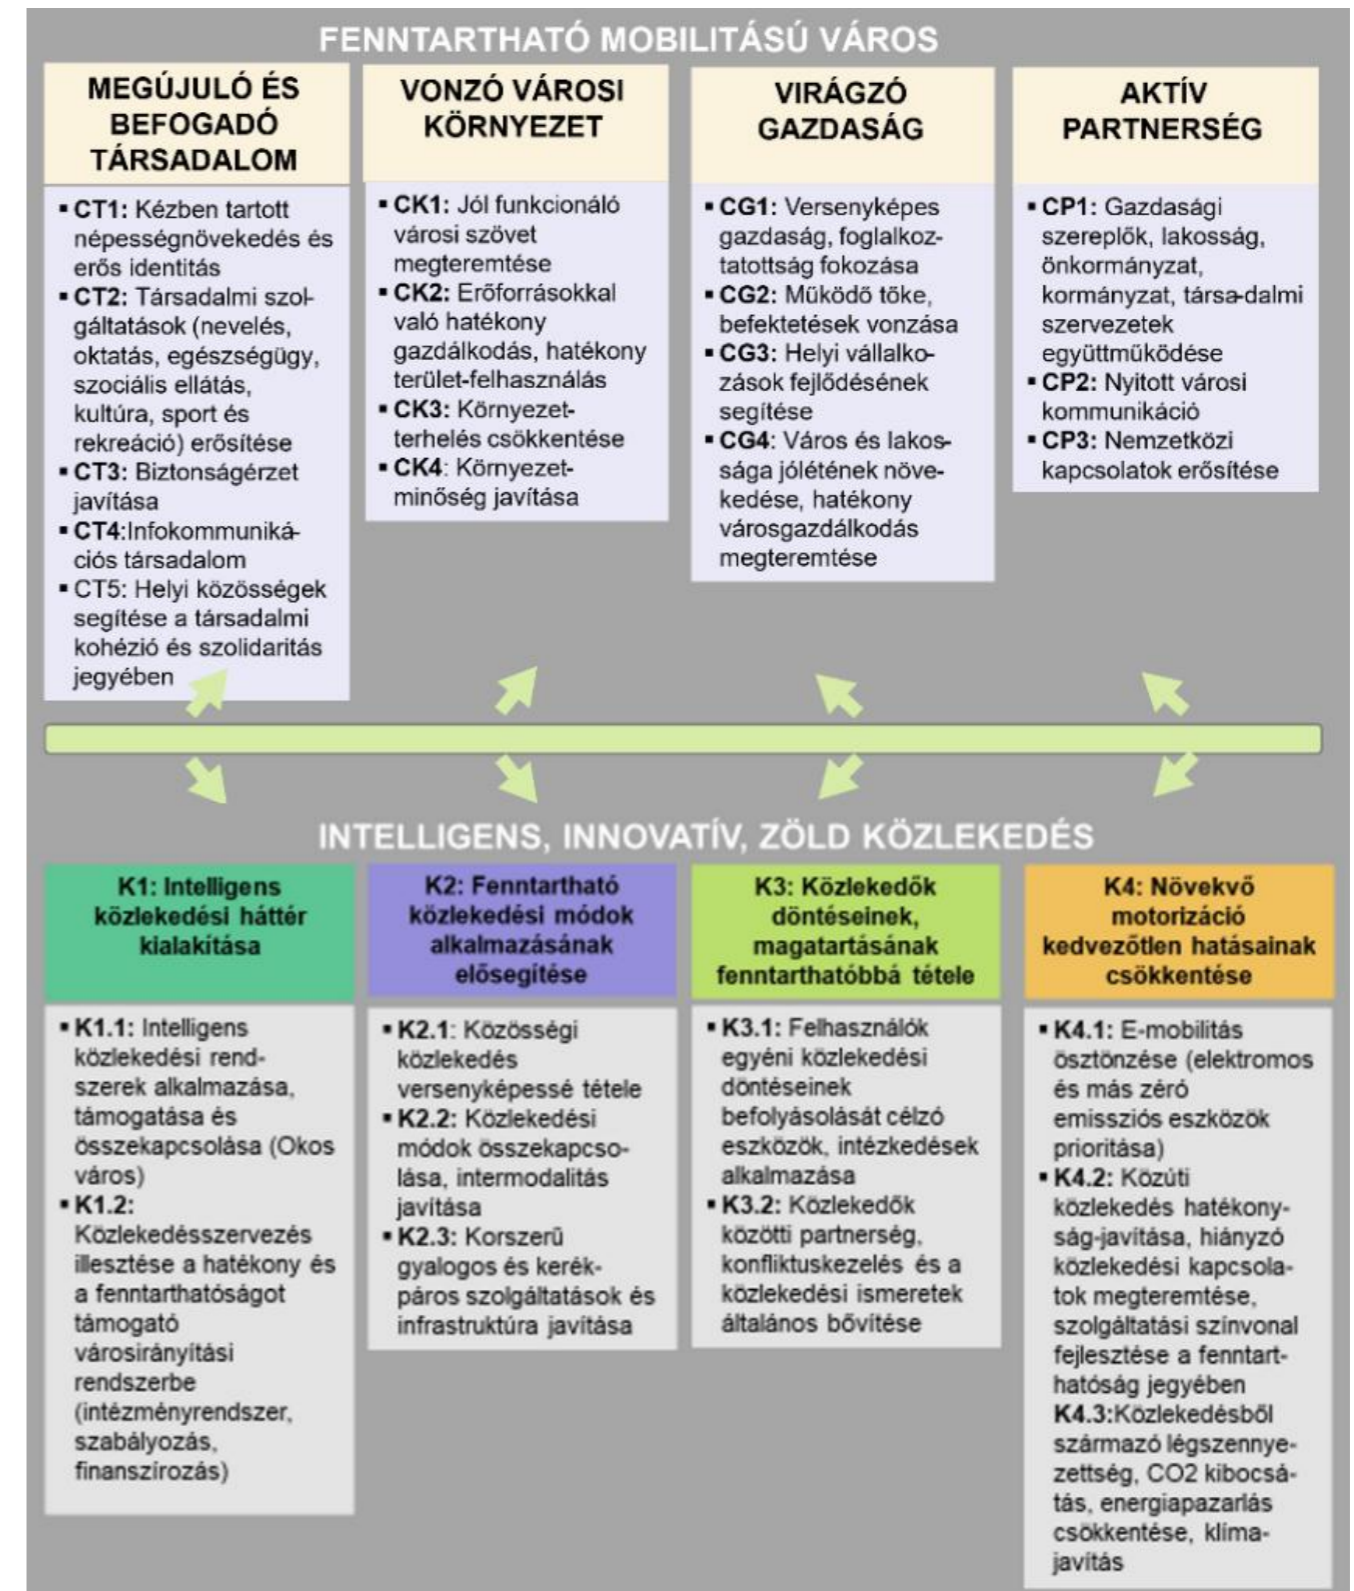 FENNTARTHATÓ MOBILITÁSÚ VÁROS
MEGÚJULÓ ÉS
BEFOGADÓ
TÁRSADALOM
▪ CT1: Kézben tartott
népességnövekedés és
erős identitás
▪ CT2: Társadalmi szol-
gáltatások (nevelés,
oktatás, egészségügy,
szociális ellátás,
kultúra, sport és
rekreáció) erősítése
▪ CT3: Biztonságérzet
javítása
▪ CT4:Infokommuniká-
ciós társadalom
▪ CT5: Helyi közösségek
segítése a társadalmi
kohézió és szolidaritás
jegyében
VONZÓ VÁROSI
KÖRNYEZET
▪ CK1: Jól funkcionáló
városi szövet
megteremtése
▪ CK2: Erőforrásokkal
való hatékony
gazdálkodás, hatékony
terület-felhasználás
▪ CK3: Környezet-
terhelés csökkentése
▪ CK4: Környezet-
minőség javítása
VIRÁGZÓ
GAZDASÁG
▪ CG1: Versenyképes
gazdaság, foglalkoz-
tatottság fokozása
▪ CG2: Működő tőke,
befektetések vonzása
▪ CG3: Helyi vállalko-
zások fejlődésének
segítése
▪ CG4: Város és lakos-
sága jólétének növe-
kedése, hatékony
városgazdálkodás
megteremtése
AKTÍV
PARTNERSÉG
▪ CP1: Gazdasági
szereplők, lakosság,
önkormányzat,
kormányzat, társa-dalmi
szervezetek
együttműködése
▪ CP2: Nyitott városi
kommunikáció
▪ CP3: Nemzetközi
kapcsolatok erősítése
INTELLIGENS, INNOVATÍV, ZÖLD KÖZLEKEDÉS
K1: Intelligens
közlekedési háttér
kialakítása
▪ K1.1: Intelligens
közlekedési rend-
szerek alkalmazása,
támogatása és
összekapcsolása (Okos
város)
▪ K1.2:
Közlekedésszervezés
illesztése a hatékony és
a fenntarthatóságot
támogató
városirányítási
rendszerbe
(intézményrendszer,
szabályozás,
finanszírozás)
K2: Fenntartható
közlekedési módok
alkalmazásának
elősegítése
▪ K2.1: Közösségi
közlekedés
versenyképessé tétele
▪ K2.2: Közlekedési
módok összekapcso-
lása, intermodalitás
javítása
▪ K2.3: Korszerű
gyalogos és kerék-
páros szolgáltatások és
infrastruktúra javítása
K3: Közlekedők
döntéseinek,
magatartásának
fenntarthatóbbá tétele
▪ K3.1: Felhasználók
egyéni közlekedési
döntéseinek
befolyásolását célzó
eszközök, intézkedések
alkalmazása
▪ K3.2: Közlekedők
közötti partnerség,
konfliktuskezelés és a
közlekedési ismeretek
általános bővítése
K4: Növekvő
motorizáció
kedvezőtlen hatásainak
csökkentése
▪ K4.1: E-mobilitás
ösztönzése (elektromos
és más zéró
emissziós eszközök
prioritása)
▪ K4.2: Közúti
közlekedés hatékony-
ság-javítása, hiányzó
közlekedési kapcsola-
tok megteremtése,
szolgáltatási színvonal
fejlesztése a fenntart-
hatóság jegyében
K4.3:Közlekedésből
származó légszennye-
zettség, CO2 kibocsá-
tás, energiapazarlás
csökkentése, klíma-
javítás